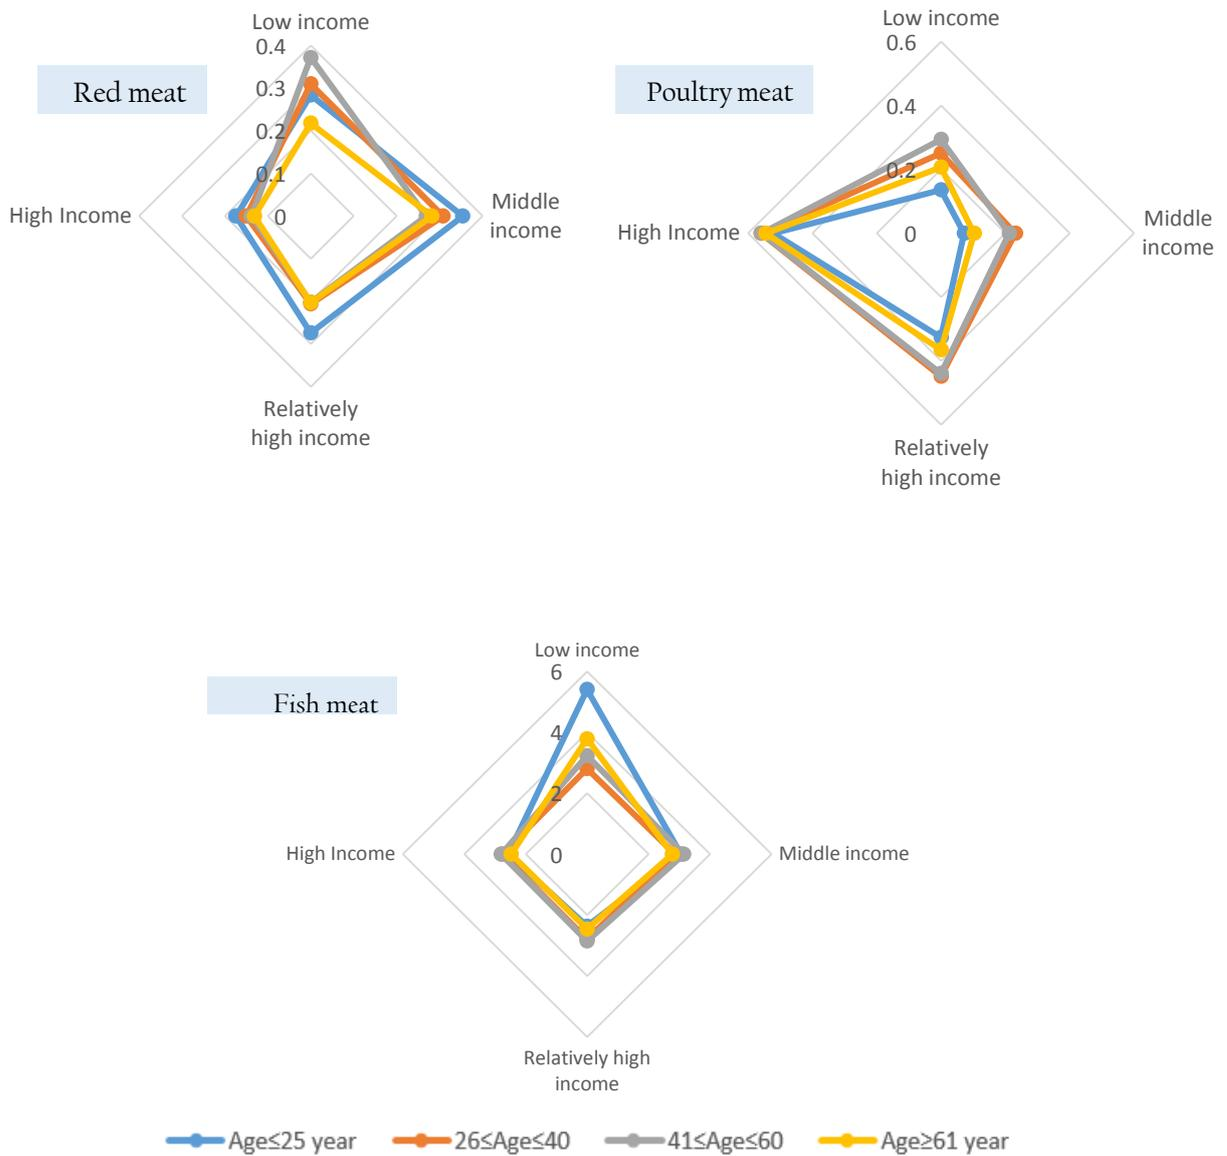 Low income
0.4
Red meat
0.3
0.2
0.1
High Income
0
Middle
income
Relatively
high income
Low income
0.6
Poultry meat
0.4
0.2
High Income
0
Middle
income
Relatively
high income
Low income
6
Fish meat
4
2
High Income
0
Middle income
Relatively high
income
Age≤25 year
26≤Age≤40
41≤Age≤60
Age≥61 year